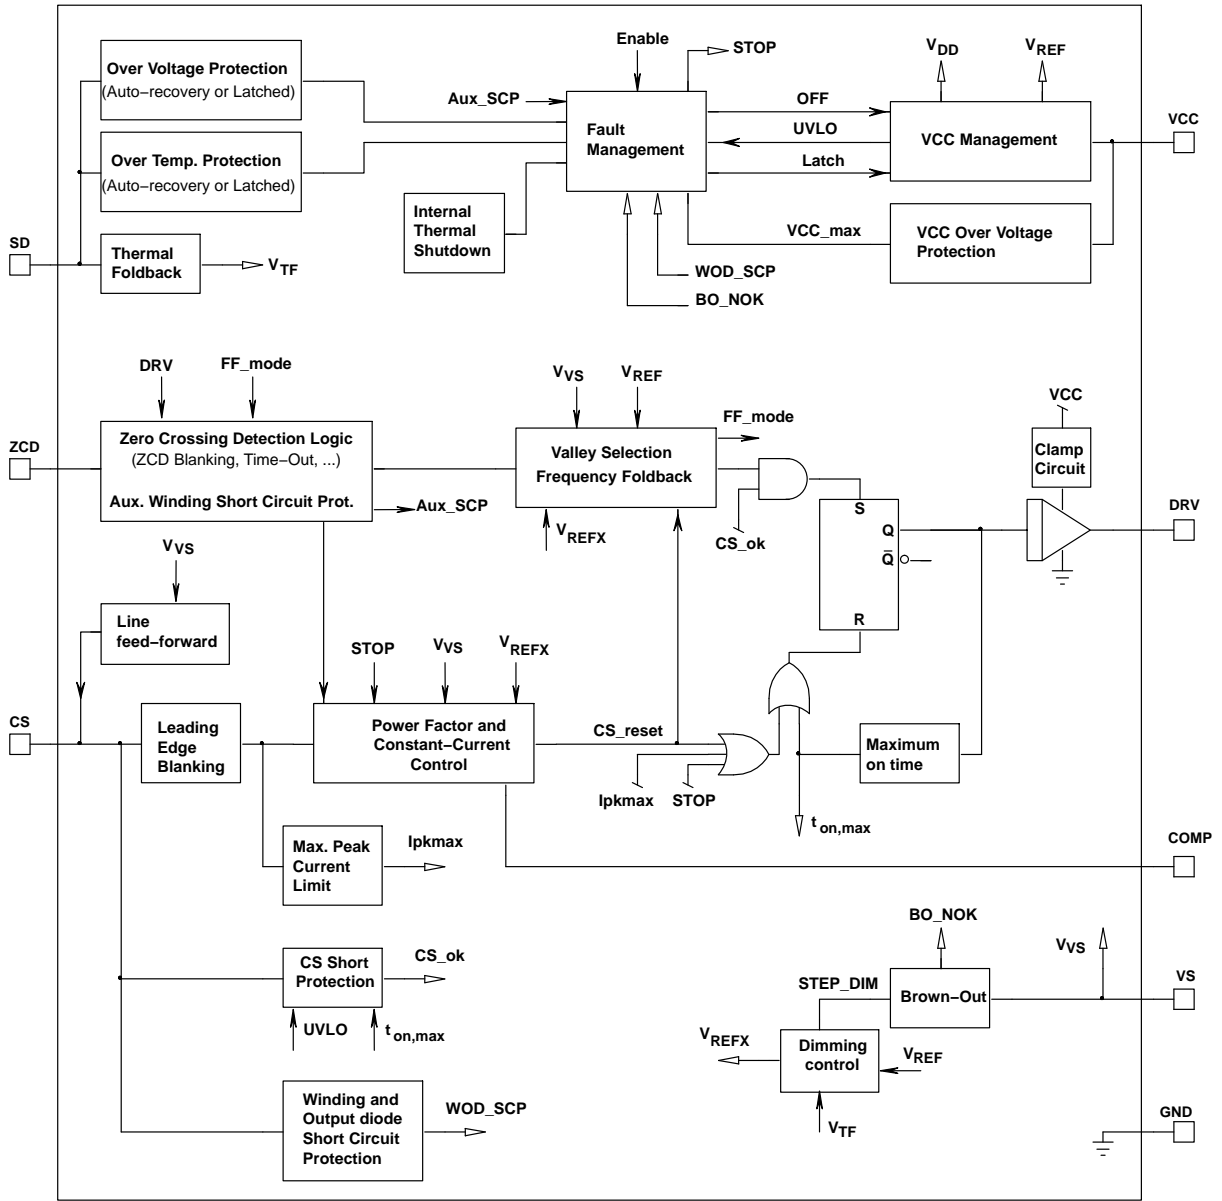 Enable
STOP
VDD
VREF
Over Voltage Protection
(Auto−recovery or Latched)
Aux_SCP
OFF
Fault
Management
UVLO
VCC Management
VCC
Over Temp. Protection
(Auto−recovery or Latched)
Latch
Internal
Thermal
Shutdown
VCC_max
VCC Over Voltage
Protection
SD
Thermal
Foldback
VTF
WOD_SCP
BO_NOK
DRV
FF_mode
VVS
VREF
FF_mode
VCC
ZCD
Zero Crossing Detection Logic
(ZCD Blanking, Time−Out, ...)
Aux. Winding Short Circuit Prot.
Valley Selection
Frequency Foldback
Clamp
Circuit
Aux_SCP
VREFX
CS_ok
S
Q
Q
R
DRV
VVS
Line
feed−forward
STOP
VVS
VREFX
CS
Leading
Edge
Blanking
Power Factor and
Constant−Current
Control
CS_reset
Maximum
on time
Ipkmax
STOP
ton,max
Max. Peak
Current
Limit
Ipkmax
COMP
BO_NOK
VVS
CS Short
Protection
CS_ok
STEP_DIM
Brown−Out
VS
UVLO
ton,max
VREFX
Dimming
control
VREF
Winding and
Output diode
Short Circuit
Protection
WOD_SCP
VTF
GND